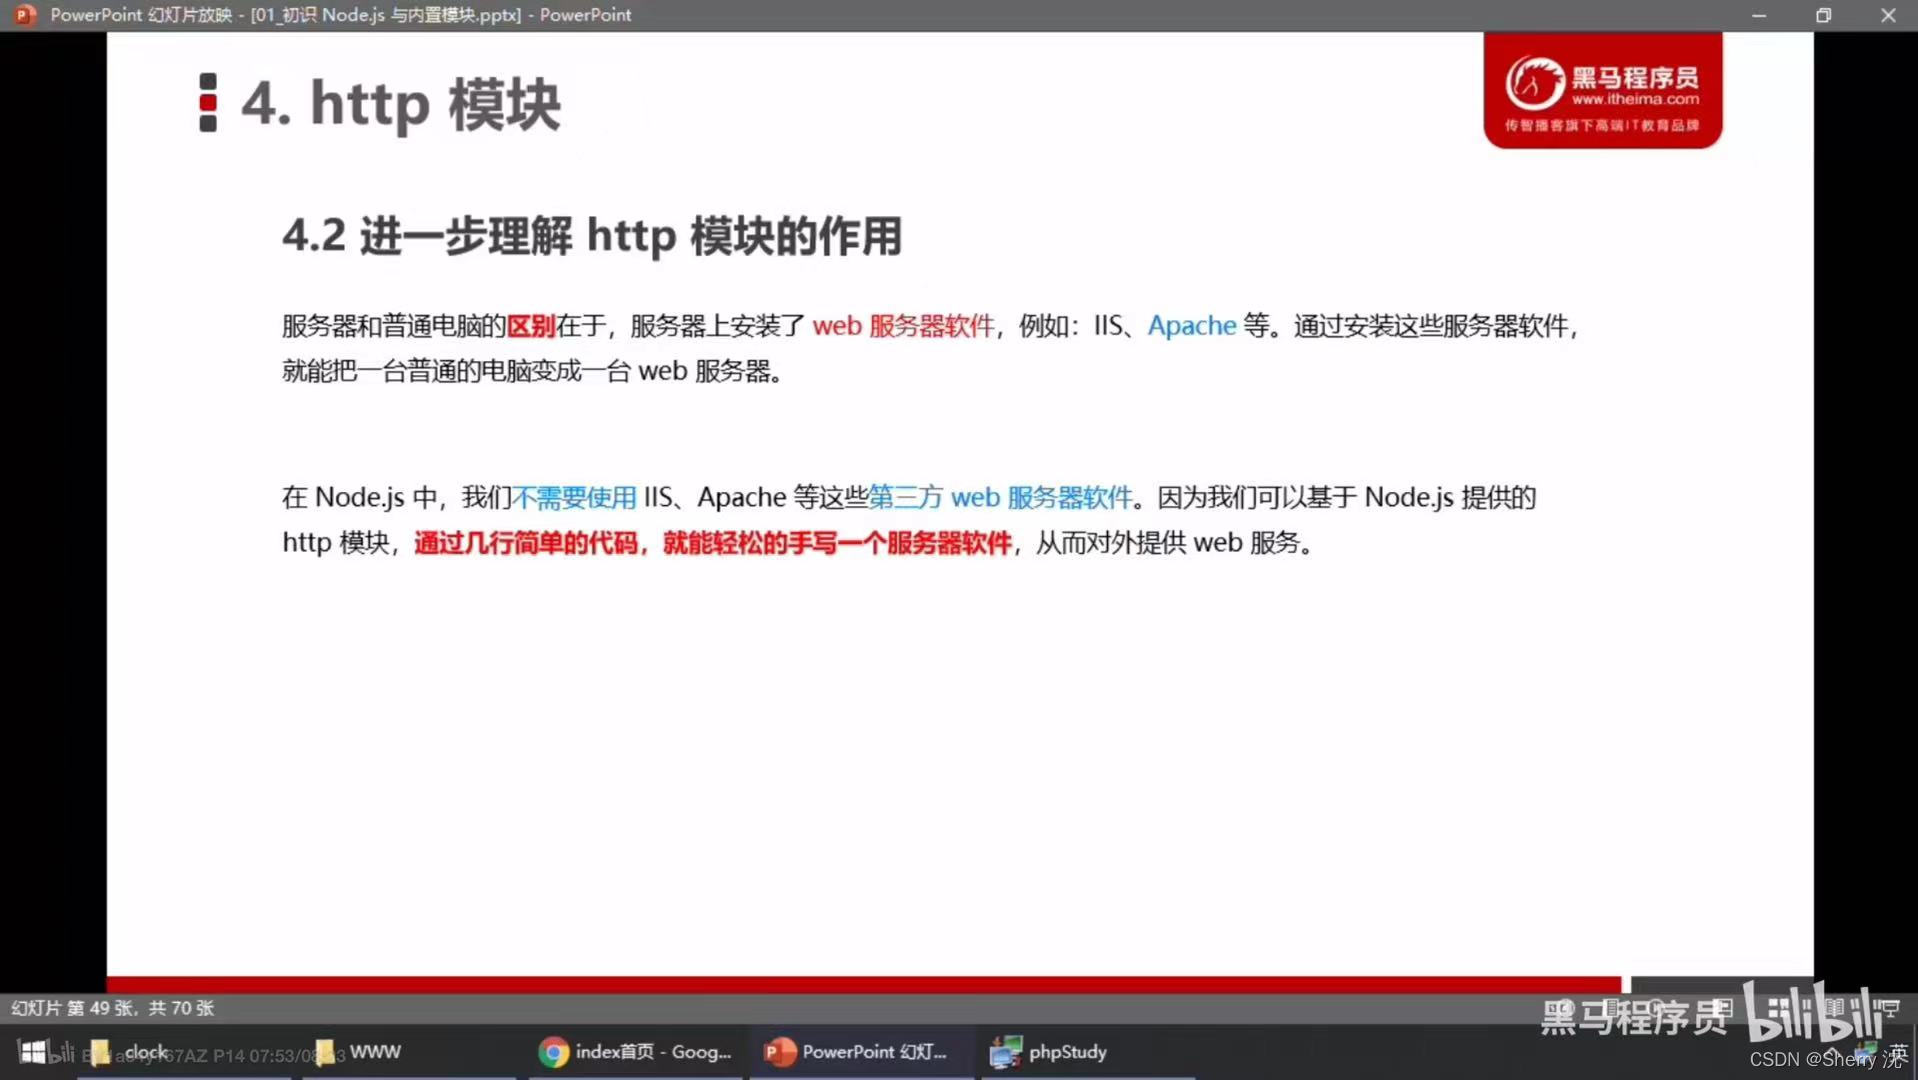 PowerPoint 幻灯片放映 - [01_初识 Node.js 与内置模块.pptx] - PowerPoint
4. http 模块
黑马程序员
www.itheima.com
传智播客旗下高端IT教育品牌
4.2 进一步理解 http 模块的作用
服务器和普通电脑的区别在于，服务器上安装了 web 服务器软件，例如：IIS、Apache 等。通过安装这些服务器软件，
就能把一台普通的电脑变成一台 web 服务器。
在 Node.js 中，我们不需要使用 IIS、Apache 等这些第三方 web 服务器软件。因为我们可以基于 Node.js 提供的
http 模块，通过几行简单的代码，就能轻松的手写一个服务器软件，从而对外提供 web 服务。
幻灯片 第 49 张，共 70 张
黑马程序员 bilibili
clock
P14 07:53
WWW
index首页 - Goog...
PowerPoint 幻灯...
phpStudy
英
CSDN @Sherry 沈